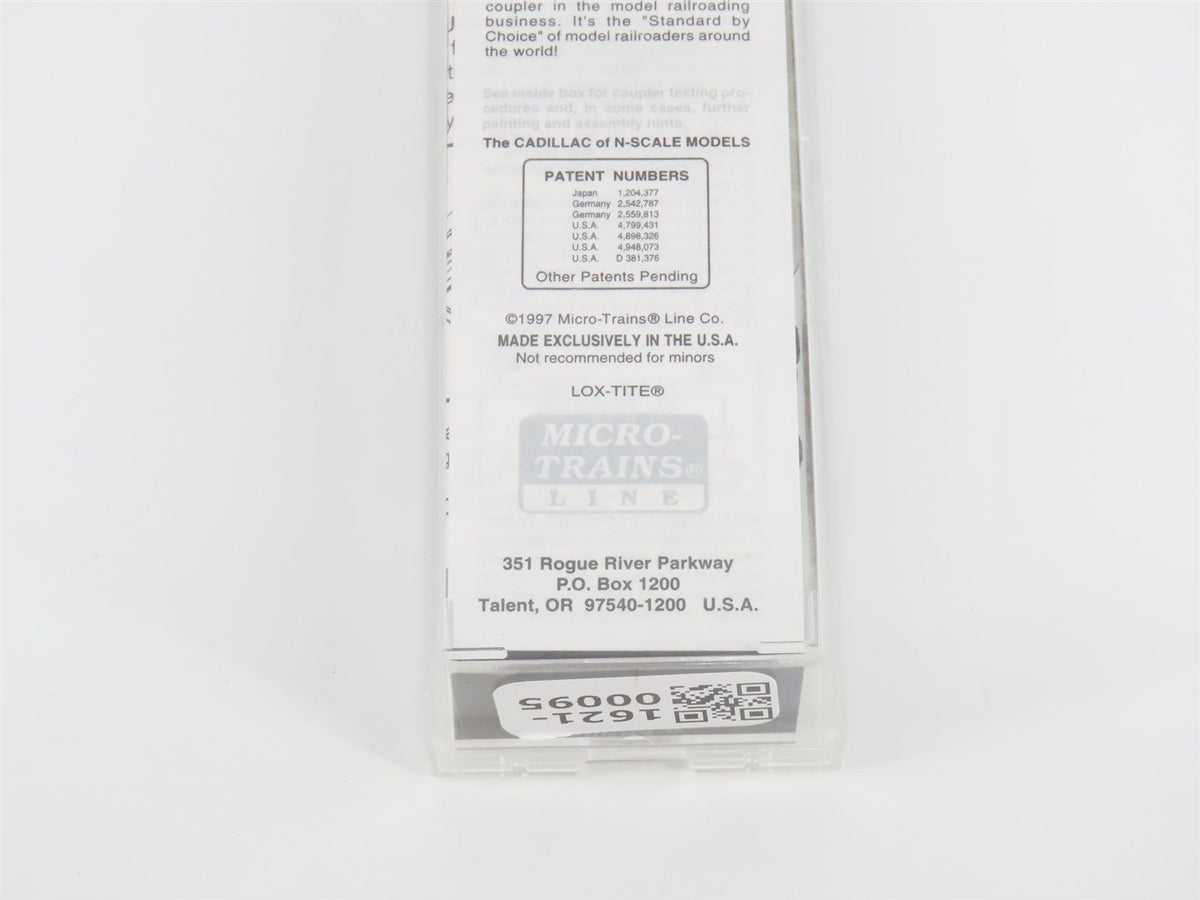 coupler in the model railroading
business. It's the "Standard by
Choice" of model railroaders around
the world!
See inside box for coupler testing pro-
cedures and, in some cases, further
painting and assembly hints.
The CADILLAC of N-SCALE MODELS
PATENT NUMBERS
Japan 1,204,377
Germany 2,542,787
Germany 2,559,813
U.S.A. 4,799,431
U.S.A. 4,898,326
U.S.A. 4,948,073
U.S.A. D 381,376
Other Patents Pending
©1997 Micro-Trains® Line Co.
MADE EXCLUSIVELY IN THE U.S.A.
Not recommended for minors
LOX-TITE®
MICRO-
TRAINS®
LINE
351 Rogue River Parkway
P.O. Box 1200
Talent, OR 97540-1200 U.S.A.
1621-
00095